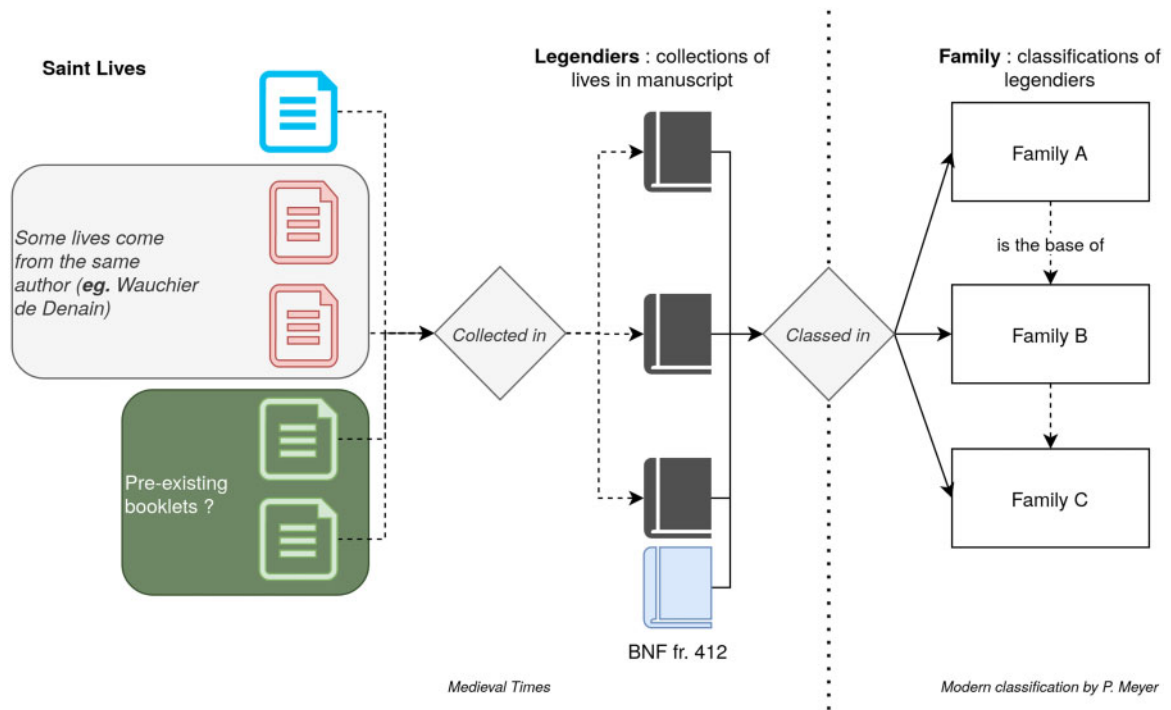 Saint Lives
Some lives come
from the same
author (eg. Wauchier
de Denain)
Pre-existing
booklets ?
Collected in
Legendiers : collections of
lives in manuscript
BNF fr. 412
Medieval Times
Classed in
Family : classifications of
legendiers
Family A
is the base of
Family B
Family C
Modern classification by P. Meyer